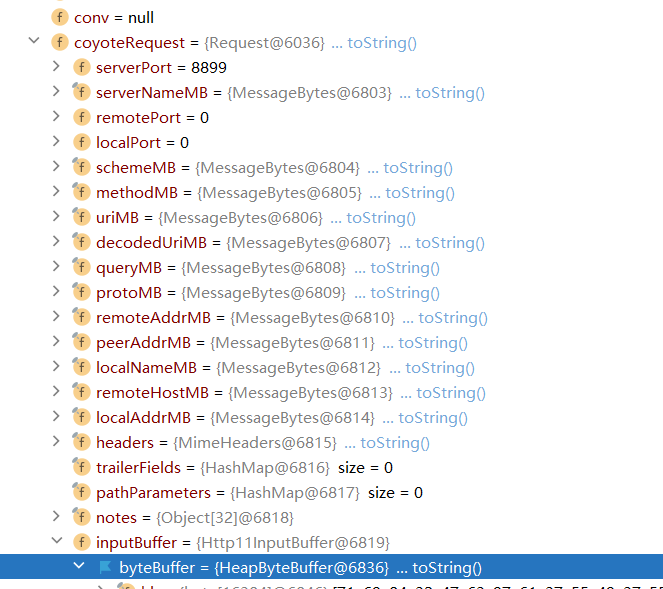 conv = null
coyoteRequest = {Request@6036} ... toString()
serverPort = 8899
serverNameMB = {MessageBytes@6803} ... toString()
remotePort = 0
localPort = 0
schemeMB = {MessageBytes@6804} ... toString()
methodMB = {MessageBytes@6805} ... toString()
uriMB = {MessageBytes@6806} ... toString()
decodedUriMB = {MessageBytes@6807} ... toString()
queryMB = {MessageBytes@6808} ... toString()
protoMB = {MessageBytes@6809} ... toString()
remoteAddrMB = {MessageBytes@6810} ... toString()
peerAddrMB = {MessageBytes@6811} ... toString()
localNameMB = {MessageBytes@6812} ... toString()
remoteHostMB = {MessageBytes@6813} ... toString()
localAddrMB = {MessageBytes@6814} ... toString()
headers = {MimeHeaders@6815} ... toString()
trailerFields = {HashMap@6816} size = 0
pathParameters = {HashMap@6817} size = 0
notes = {Object[32]@6818}
inputBuffer = {Http11InputBuffer@6819}
byteBuffer = {HeapByteBuffer@6836} ... toString()